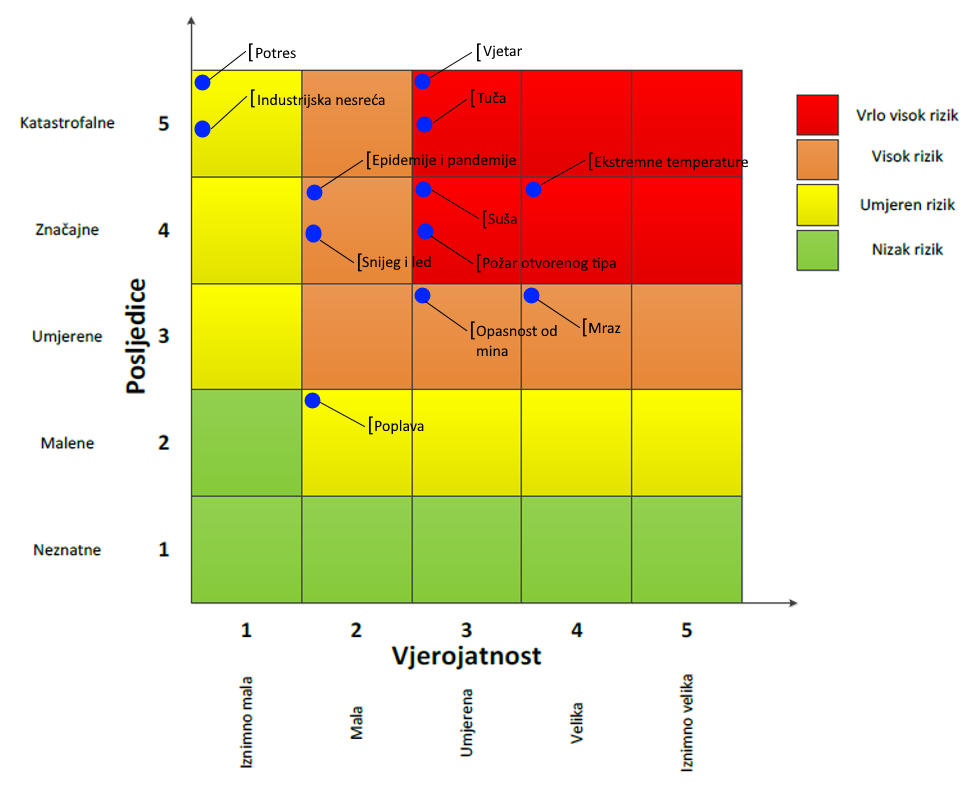 [Potres
[Vjetar
[Industrijska nesreća
[Tuča
Katastrofalne 5
Vrlo visok rizik
Visok rizik
[Epidemije i pandemije
[Ekstremne temperature
Umjeren rizik
[Suša
Značajne 4
Nizak rizik
[Snijeg i led
[Požar otvorenog tipa
Posljedice
Umjerene 3
[Opasnost od
mina
[Mraz
[Poplava
Malene 2
Neznatne 1
1 2 3 4 5
Vjerojatnost
Iznimno mala
Mala
Umjerena
Velika
Iznimno velika